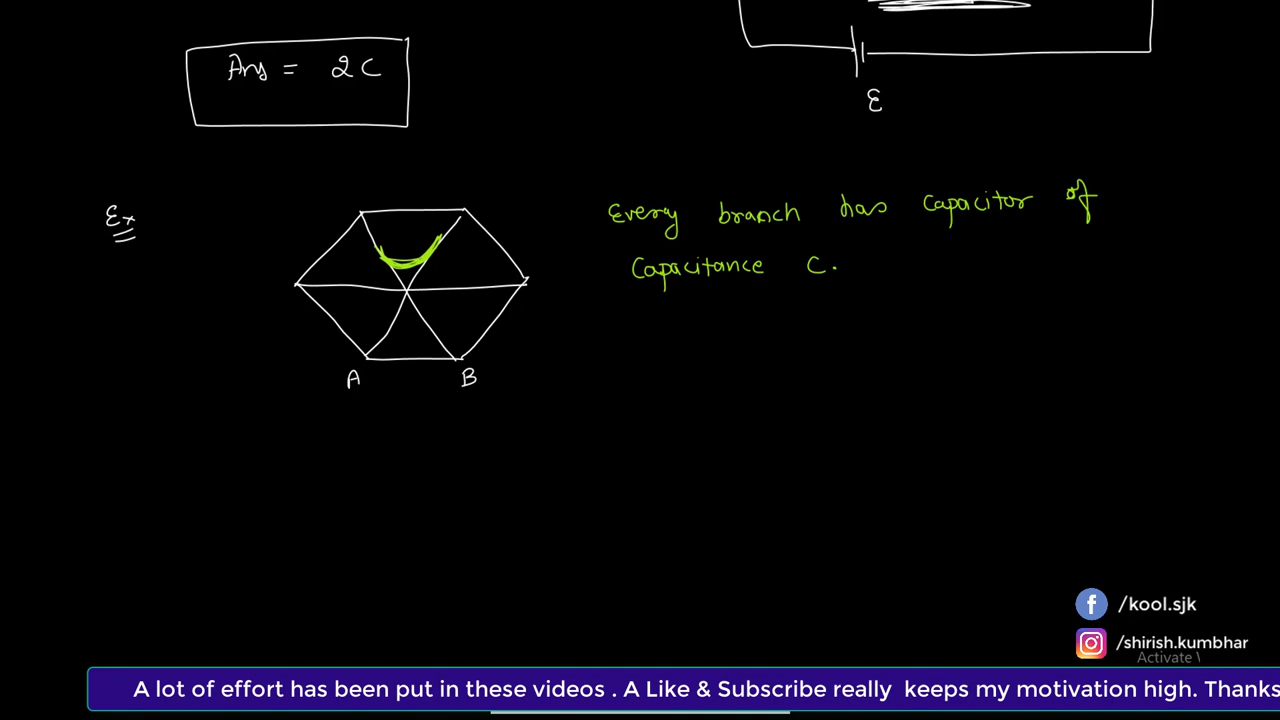 Ans = 2C
ε
Ex
Every branch has capacitor of
Capacitance C.
A B
/kool.sjk
/shirish.kumbhar
Activate \
A lot of effort has been put in these videos . A Like & Subscribe really keeps my motivation high. Thanks